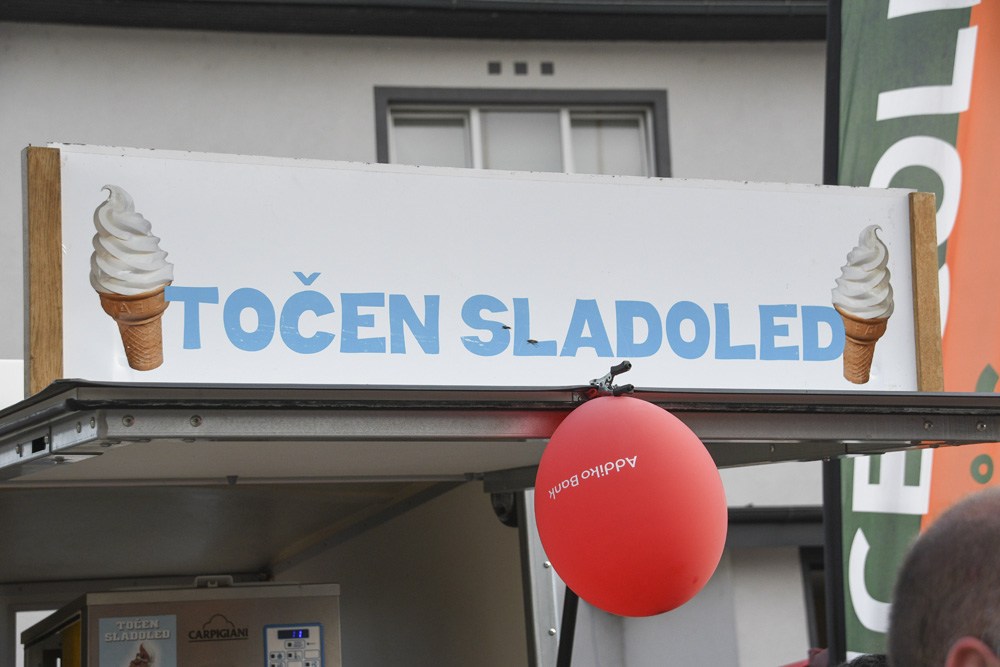 TOČEN SLADOLED
Addiko Bank
TOČEN
SLADOLED
CARPIGIANI